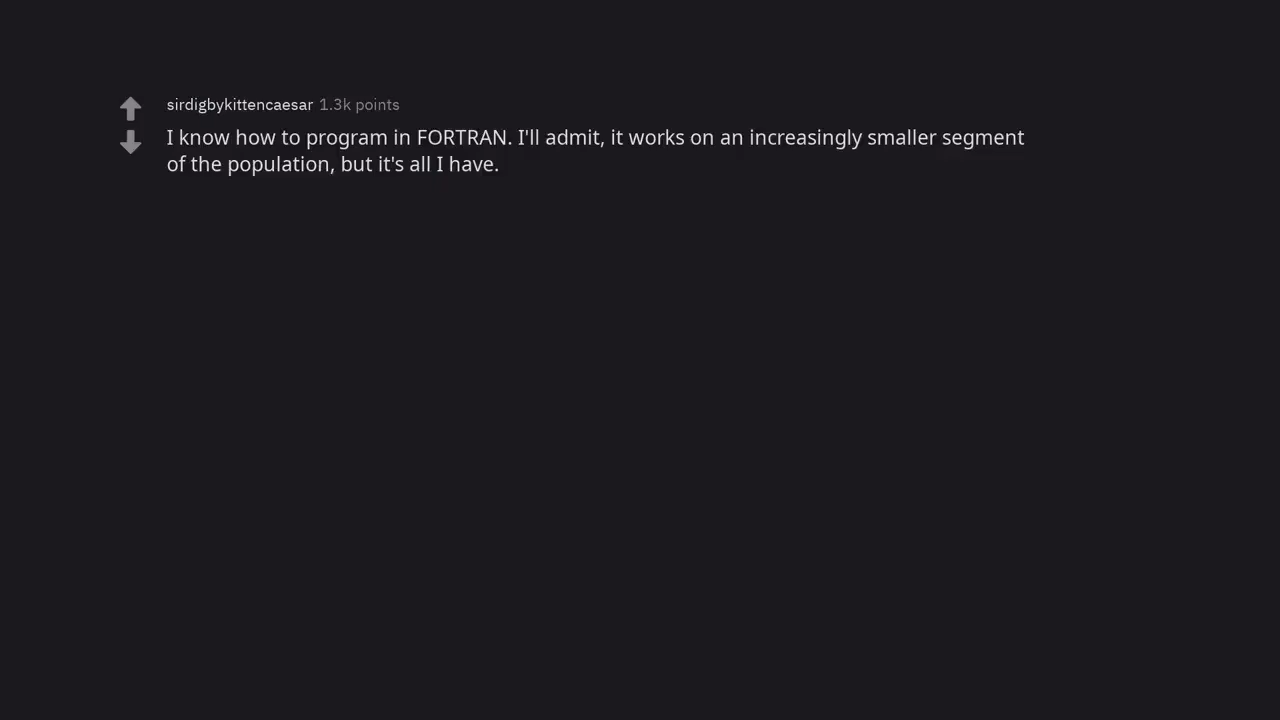 sirdigbykittencaesar 1.3k points
I know how to program in FORTRAN. I'll admit, it works on an increasingly smaller segment
of the population, but it's all I have.